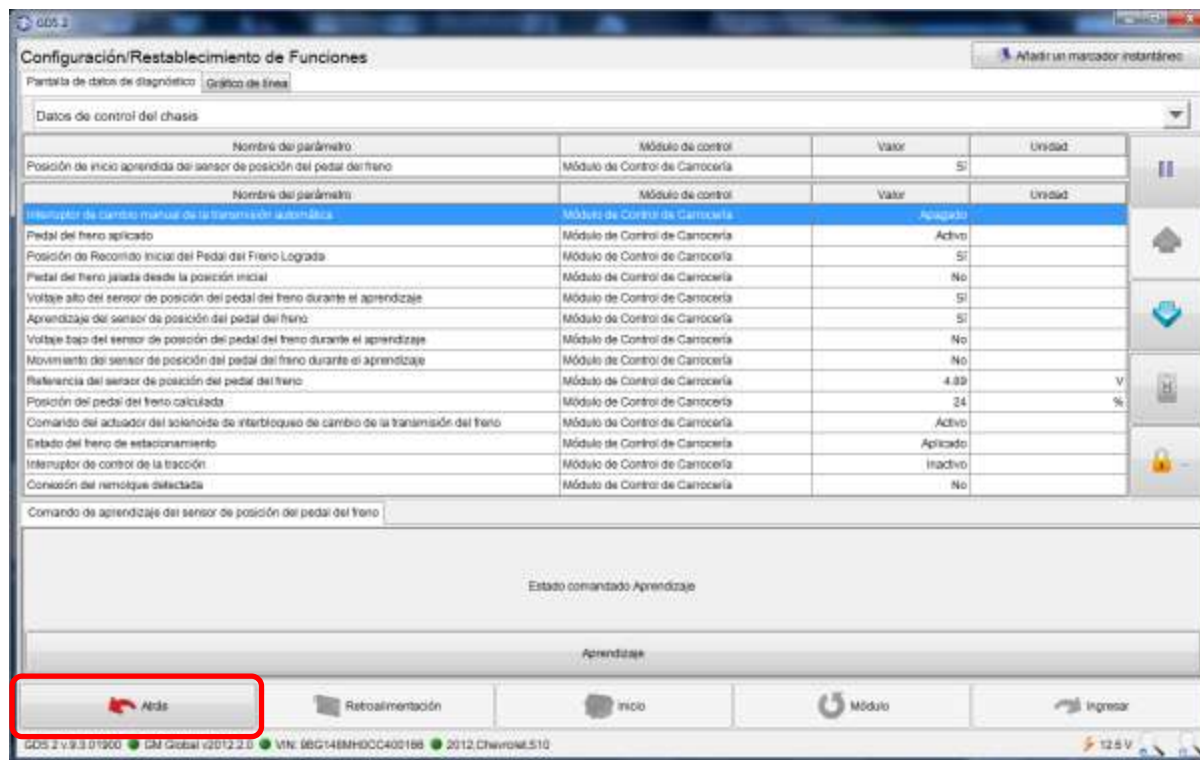 GDS 2
Configuración/Restablecimiento de Funciones
Añadir un marcador instantáneo
Pantalla de datos de diagnóstico Gráfico de línea
Datos de control del chasis
Nombre del parámetro Módulo de control Valor Unidad
Posición de inicio aprendida del sensor de posición del pedal del freno Módulo de Control de Carrocería Sí
Nombre del parámetro Módulo de control Valor Unidad
Interruptor de cambio manual de la transmisión automática Módulo de Control de Carrocería Apagado
Pedal del freno aplicado Módulo de Control de Carrocería Activo
Posición de Recorrido Inicial del Pedal del Freno Lograda Módulo de Control de Carrocería Sí
Pedal del freno jalada desde la posición inicial Módulo de Control de Carrocería No
Voltaje alto del sensor de posición del pedal del freno durante el aprendizaje Módulo de Control de Carrocería Sí
Aprendizaje del sensor de posición del pedal del freno Módulo de Control de Carrocería Sí
Voltaje bajo del sensor de posición del pedal del freno durante el aprendizaje Módulo de Control de Carrocería No
Movimiento del sensor de posición del pedal del freno durante el aprendizaje Módulo de Control de Carrocería No
Referencia del sensor de posición del pedal del freno Módulo de Control de Carrocería 4.89 V
Posición del pedal del freno calculada Módulo de Control de Carrocería 24 %
Comando del actuador del solenoide de interbloqueo de cambio de la transmisión del freno Módulo de Control de Carrocería Activo
Estado del freno de estacionamiento Módulo de Control de Carrocería Aplicado
Interruptor de control de la tracción Módulo de Control de Carrocería Inactivo
Conexión del remolque detectada Módulo de Control de Carrocería No
Comando de aprendizaje del sensor de posición del pedal del freno
Estado comandado Aprendizaje
Aprendizaje
Atrás Retroalimentación Inicio Módulo Ingresar
GDS 2 v.9.3.01900 GM Global v2012.2.0 VIN: 9BG148MH0CC400166 2012,Chevrolet,S10 12.6 V